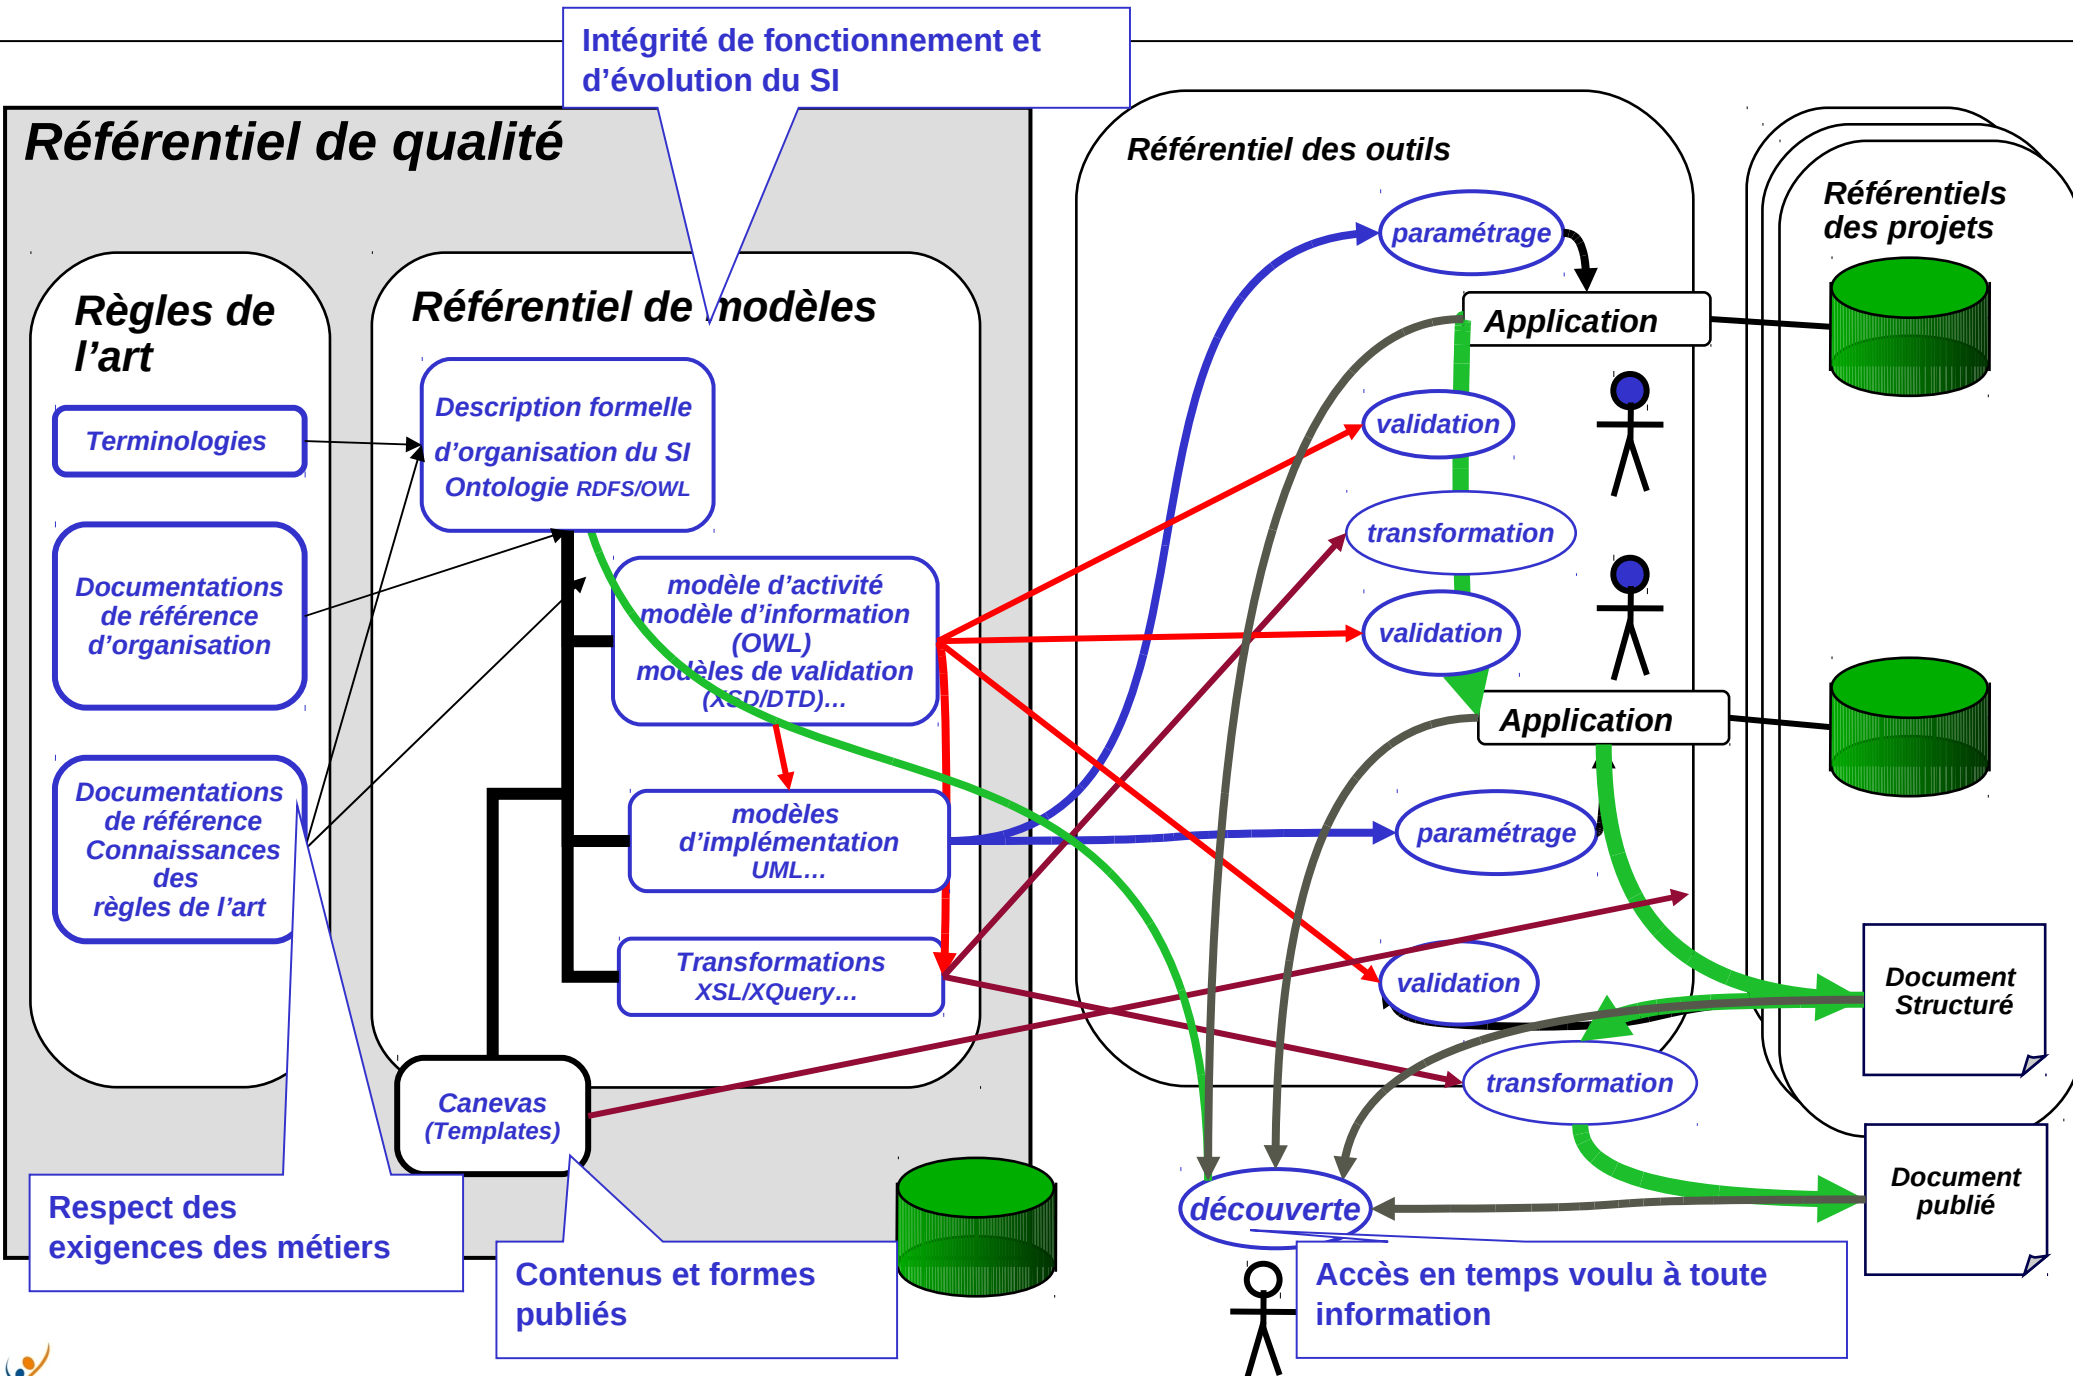 Intégrité de fonctionnement et
d’évolution du SI
Référentiel de qualité
Référentiel des outils
Référentiels
des projets
Règles de
l’art
Référentiel de modèles
paramétrage
Application
Terminologies
Description formelle
d’organisation du SI
Ontologie RDFS/OWL
validation
transformation
Documentations
de référence
d’organisation
modèle d’activité
modèle d’information
(OWL)
modèles de validation
(XSD/DTD)…
validation
Application
Documentations
de référence
Connaissances
des
règles de l’art
modèles
d’implémentation
UML…
paramétrage
Transformations
XSL/XQuery…
validation
Document
Structuré
Canevas
(Templates)
transformation
Document
publié
découverte
Respect des
exigences des métiers
Contenus et formes
publiés
Accès en temps voulu à toute
information